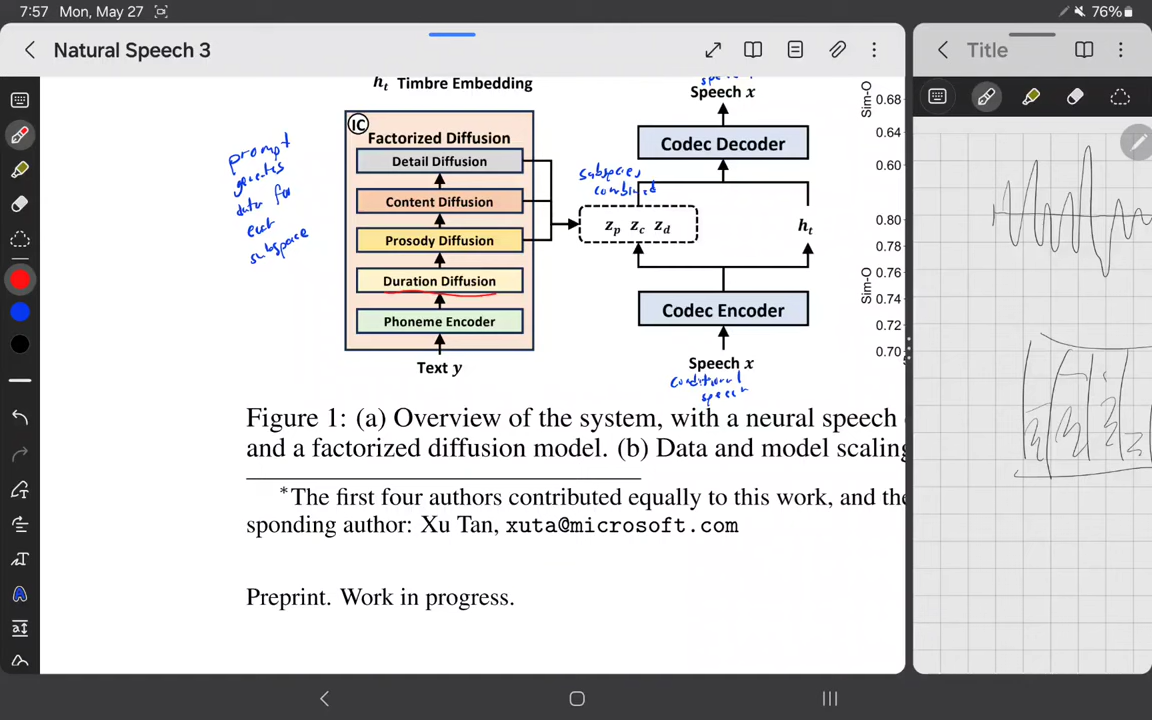 7:57 Mon, May 27
76%
Natural Speech 3
Title
h_t Timbre Embedding
IC
Factorized Diffusion
Detail Diffusion
Content Diffusion
Prosody Diffusion
Duration Diffusion
Phoneme Encoder
Text y
prompt
data for
each
subspace
subspaces
combined
z_p z_c z_d
h_t
Speech x
Codec Decoder
Codec Encoder
Speech x
conditional
speech
Sim-O
0.68
0.64
0.60
0.80
0.78
Sim-O
0.76
0.74
0.72
0.70
Figure 1: (a) Overview of the system, with a neural speech
and a factorized diffusion model. (b) Data and model scaling
*The first four authors contributed equally to this work, and the
sponding author: Xu Tan, xuta@microsoft.com
Preprint. Work in progress.